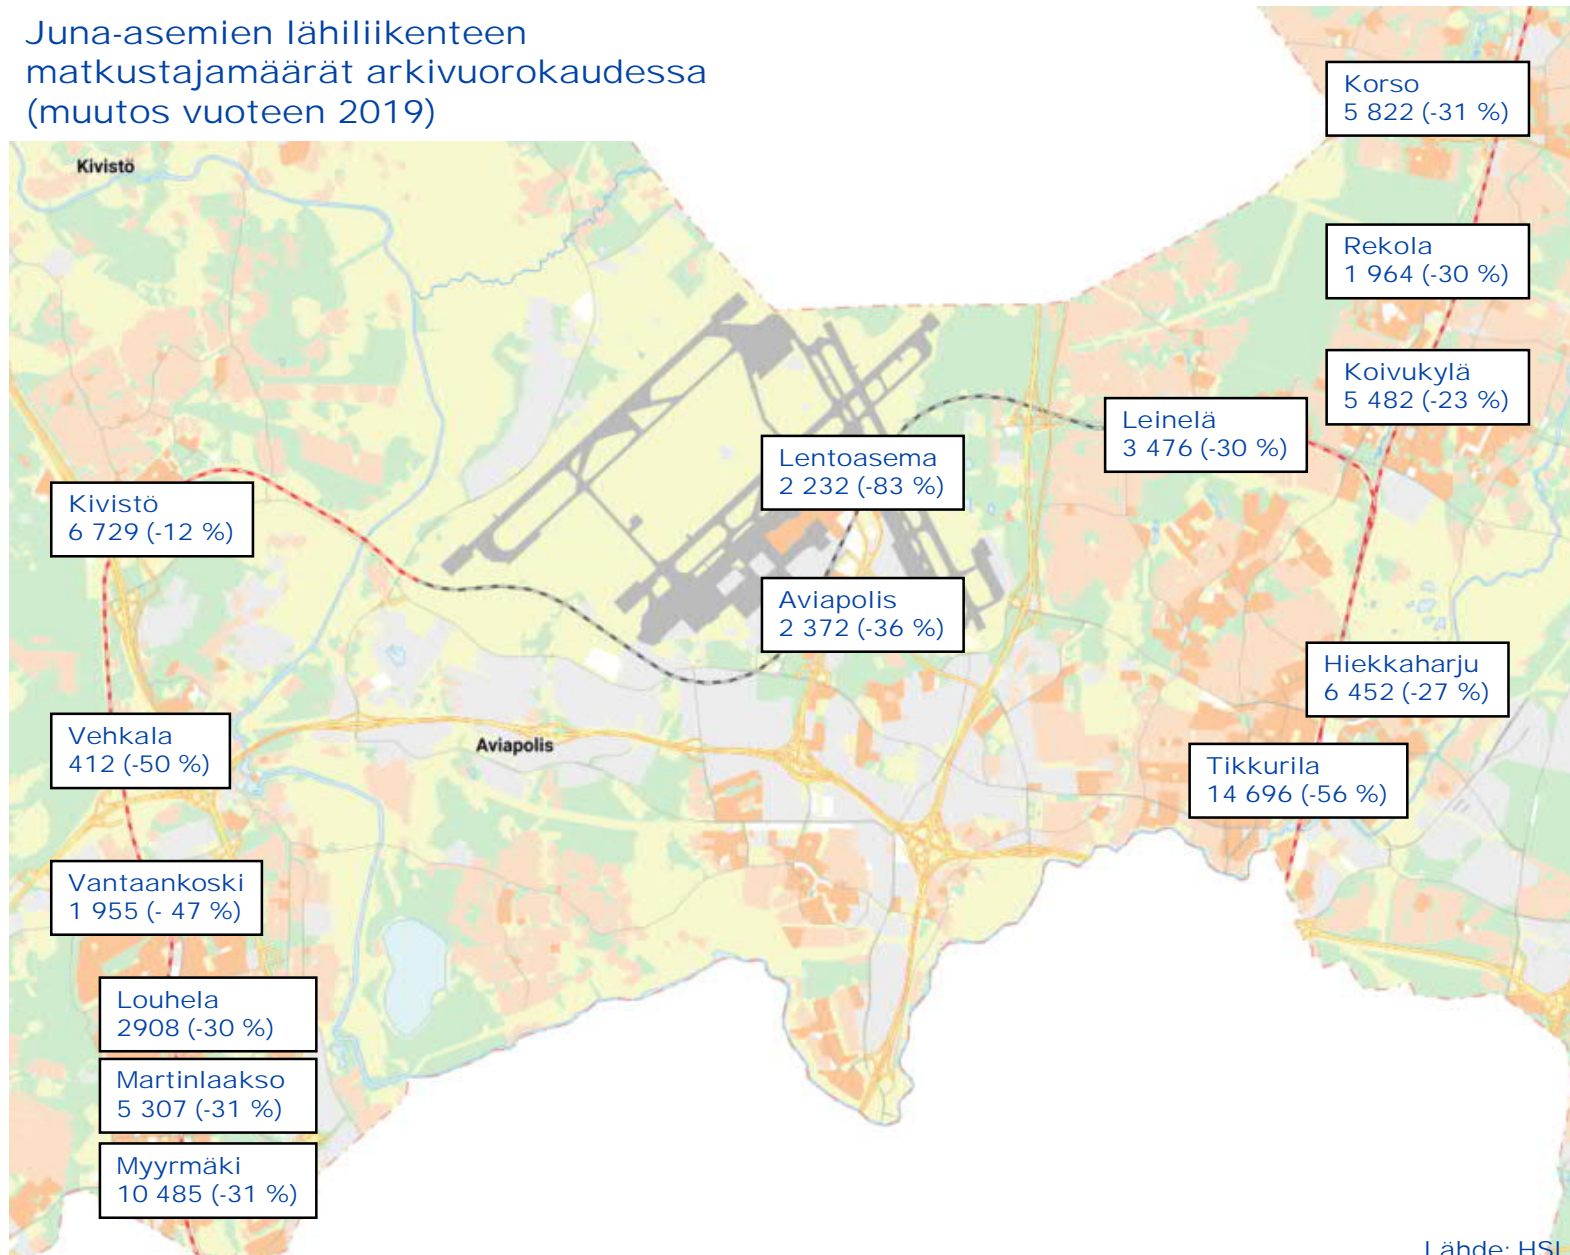 Juna-asemien lähiliikenteen
matkustajamäärät arkivuorokaudessa
(muutos vuoteen 2019)
Korso
5 822 (-31 %)
Kivistö
Rekola
1 964 (-30 %)
Koivukylä
5 482 (-23 %)
Leinelä
3 476 (-30 %)
Lentoasema
2 232 (-83 %)
Kivistö
6 729 (-12 %)
Aviapolis
2 372 (-36 %)
Hiekkaharju
6 452 (-27 %)
Vehkala
412 (-50 %)
Aviapolis
Tikkurila
14 696 (-56 %)
Vantaankoski
1 955 (- 47 %)
Louhela
2908 (-30 %)
Martinlaakso
5 307 (-31 %)
Myyrmäki
10 485 (-31 %)
Lähde: HSL